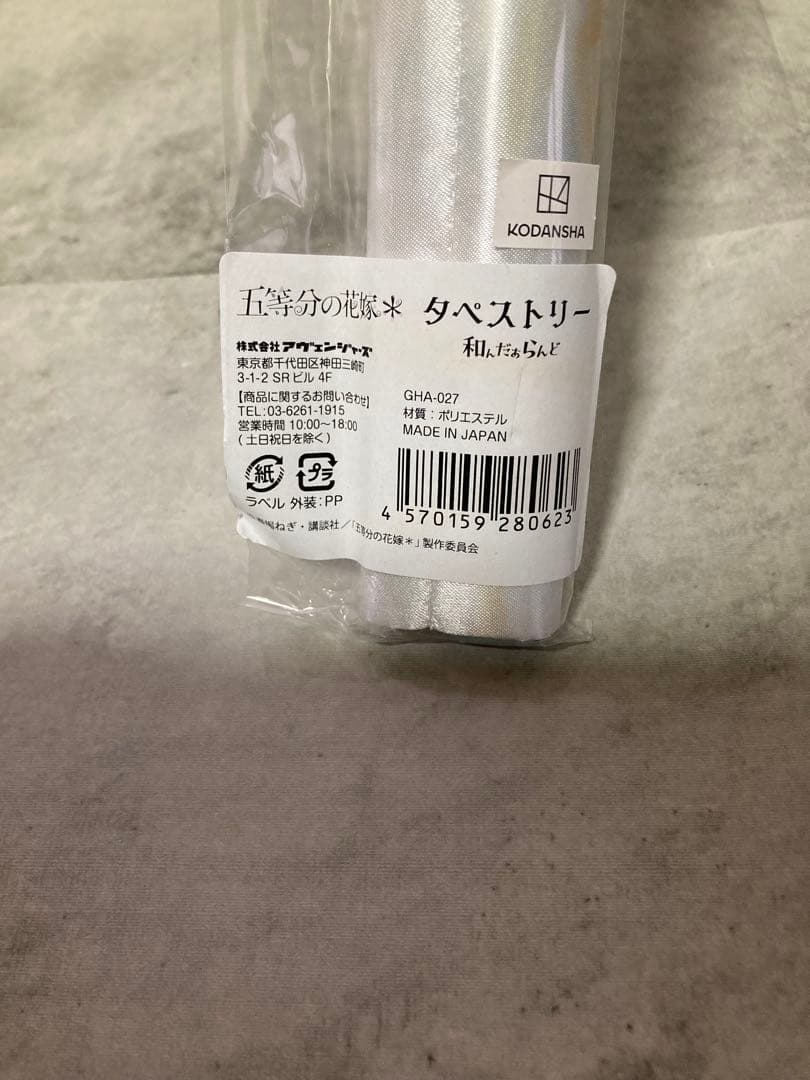 KODANSHA
五等分の花嫁＊ タペストリー
和んだぁらんど
株式会社アヴェンジャーズ
東京都千代田区神田三崎町
3-1-2 SRビル 4F
【商品に関するお問い合わせ】
TEL:03-6261-1915
営業時間 10:00〜18:00
(土日祝日を除く)
GHA-027
材質:ポリエステル
MADE IN JAPAN
紙 プラ
ラベル 外装:PP
4 570159 280623
ねぎ・講談社/「五等分の花嫁＊」製作委員会